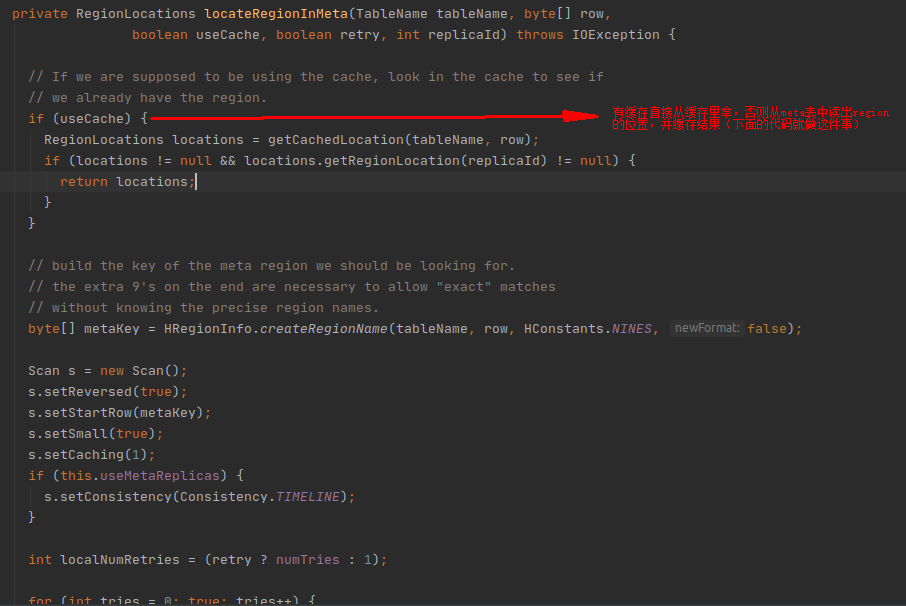 private RegionLocations locateRegionInMeta(TableName tableName, byte[] row,
boolean useCache, boolean retry, int replicaId) throws IOException {
// If we are supposed to be using the cache, look in the cache to see if
// we already have the region.
if (useCache) {
有缓存直接从缓存里拿，否则从meta表中读出region
的位置，并缓存结果（下面的代码就做这件事）
RegionLocations locations = getCachedLocation(tableName, row);
if (locations != null && locations.getRegionLocation(replicaId) != null) {
return locations;
}
}
// build the key of the meta region we should be looking for.
// the extra 9's on the end are necessary to allow "exact" matches
// without knowing the precise region names.
byte[] metaKey = HRegionInfo.createRegionName(tableName, row, HConstants.NINES, newFormat: false);
Scan s = new Scan();
s.setReversed(true);
s.setStartRow(metaKey);
s.setSmall(true);
s.setCaching(1);
if (this.useMetaReplicas) {
s.setConsistency(Consistency.TIMELINE);
}
int localNumRetries = (retry ? numTries : 1);
for (int tries = 0; true; tries++) {